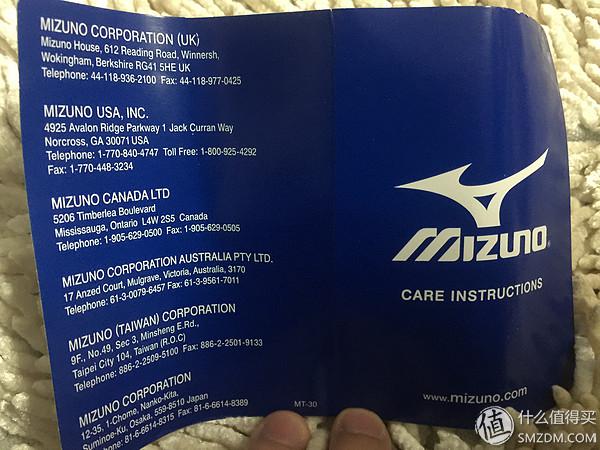 MIZUNO CORPORATION (UK)
Mizuno House, 612 Reading Road, Winnersh,
Wokingham, Berkshire RG41 5HE UK
Telephone: 44-118-936-2100 Fax: 44-118-977-0425
MIZUNO USA, INC.
4925 Avalon Ridge Parkway 1 Jack Curran Way
Norcross, GA 30071 USA
Telephone: 1-770-840-4747 Toll Free: 1-800-925-4292
Fax: 1-770-448-3234
MIZUNO CANADA LTD
5206 Timberlea Boulevard
Mississauga, Ontario L4W 2S5 Canada
Telephone: 1-905-629-0500 Fax: 1-905-629-0505
MIZUNO CORPORATION AUSTRALIA PTY LTD.
17 Anzed Court, Mulgrave, Victoria, Australia, 3170
Telephone: 61-3-0079-6457 Fax: 61-3-9561-7011
MIZUNO (TAIWAN) CORPORATION
9F., No.49, Sec 3, Minsheng E.Rd.,
Taipei City 104, Taiwan (R.O.C)
Telephone: 886-2-2509-5100 Fax: 886-2-2501-9133
MIZUNO CORPORATION
12-35, 1-Chome, Nanko-Kita,
Suminoe-Ku, Osaka, 559-8510 Japan
81-6-6614-8315 Fax: 81-6-6614-8389
MT-30
MIZUNO
CARE INSTRUCTIONS
www.mizuno.com
值 什么值得买
SMZDM.COM